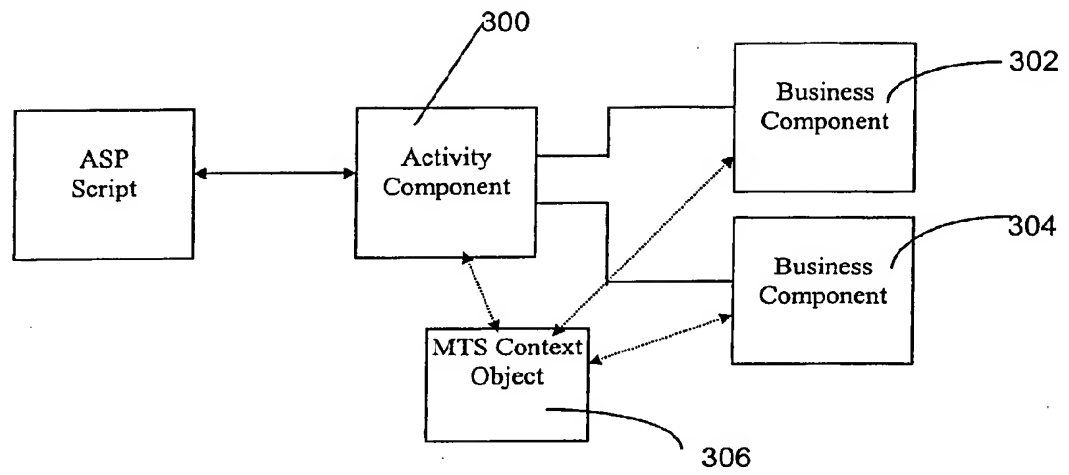 300
302
Business
Component
ASP
Script
Activity
Component
304
Business
Component
MTS Context
Object
306